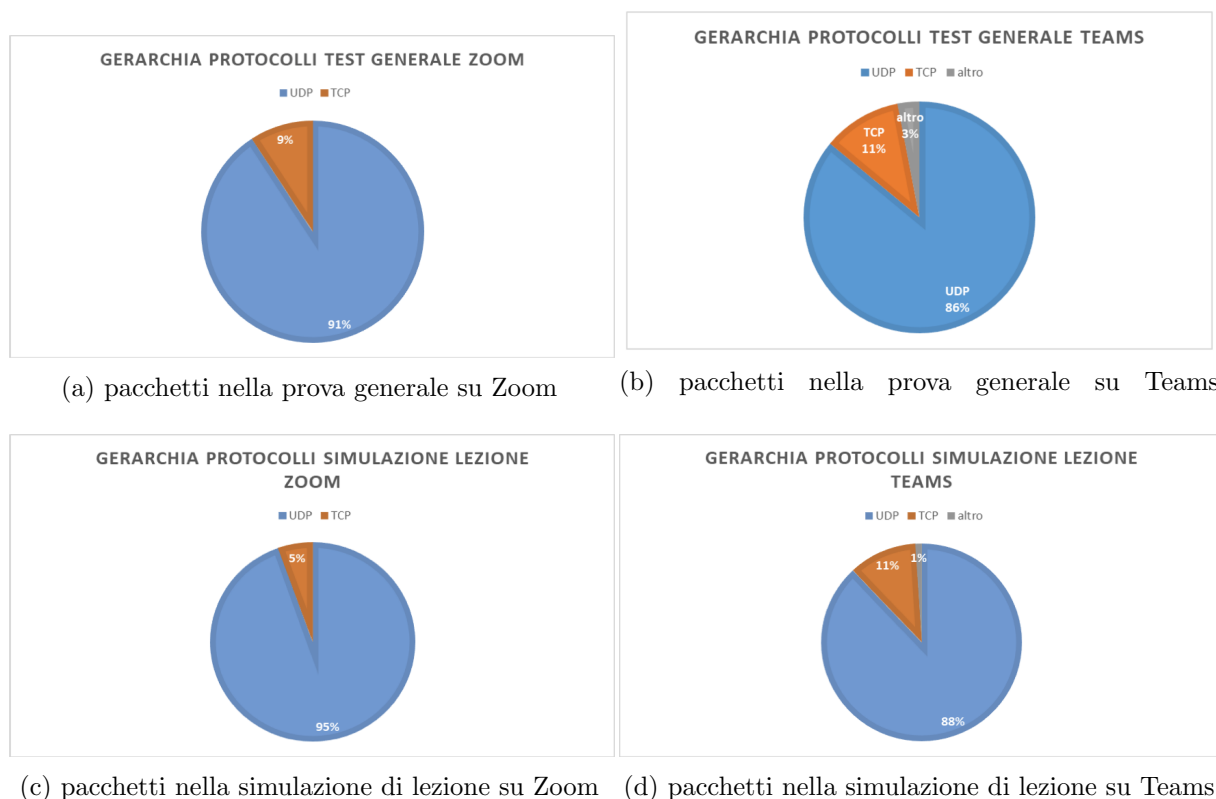 GERARCHIA PROTOCOLLI TEST GENERALE ZOOM
UDP TCP
9%
91%
(a) pacchetti nella prova generale su Zoom
GERARCHIA PROTOCOLLI TEST GENERALE TEAMS
UDP TCP altro
altro
3%
TCP
11%
UDP
86%
(b) pacchetti nella prova generale su Teams
GERARCHIA PROTOCOLLI SIMULAZIONE LEZIONE
ZOOM
UDP TCP
5%
95%
(c) pacchetti nella simulazione di lezione su Zoom
GERARCHIA PROTOCOLLI SIMULAZIONE LEZIONE
TEAMS
UDP TCP altro
11%
1%
88%
(d) pacchetti nella simulazione di lezione su Teams